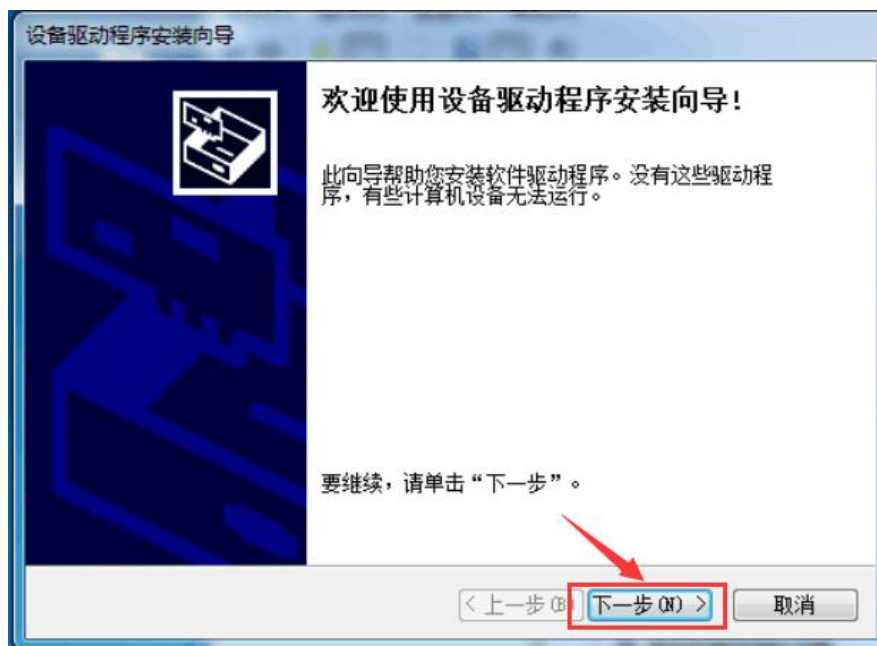 设备驱动程序安装向导
欢迎使用设备驱动程序安装向导!
此向导帮助您安装软件驱动程序。没有这些驱动程
序，有些计算机设备无法运行。
要继续，请单击“下一步”。
< 上一步(B) 下一步(N) > 取消